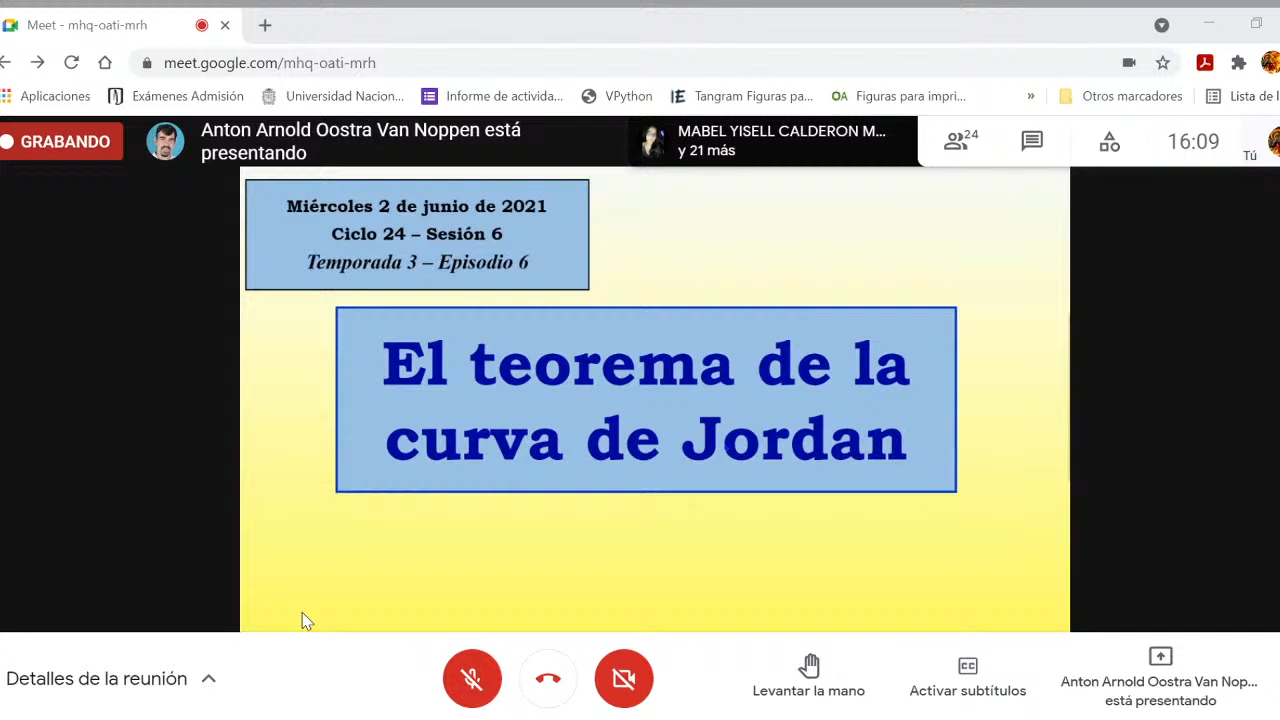 Meet - mhq-oati-mrh
meet.google.com/mhq-oati-mrh
Aplicaciones
Exámenes Admisión
Universidad Nacion...
Informe de activida...
VPython
Tangram Figuras pa...
OA Figuras para impri...
»
Otros marcadores
Lista de l
GRABANDO
Anton Arnold Oostra Van Noppen está
presentando
MABEL YISELL CALDERON M...
y 21 más
24
16:09
Tú
Miércoles 2 de junio de 2021
Ciclo 24 – Sesión 6
Temporada 3 – Episodio 6
El teorema de la
curva de Jordan
Detalles de la reunión
Levantar la mano
Activar subtítulos
Anton Arnold Oostra Van Nop...
está presentando